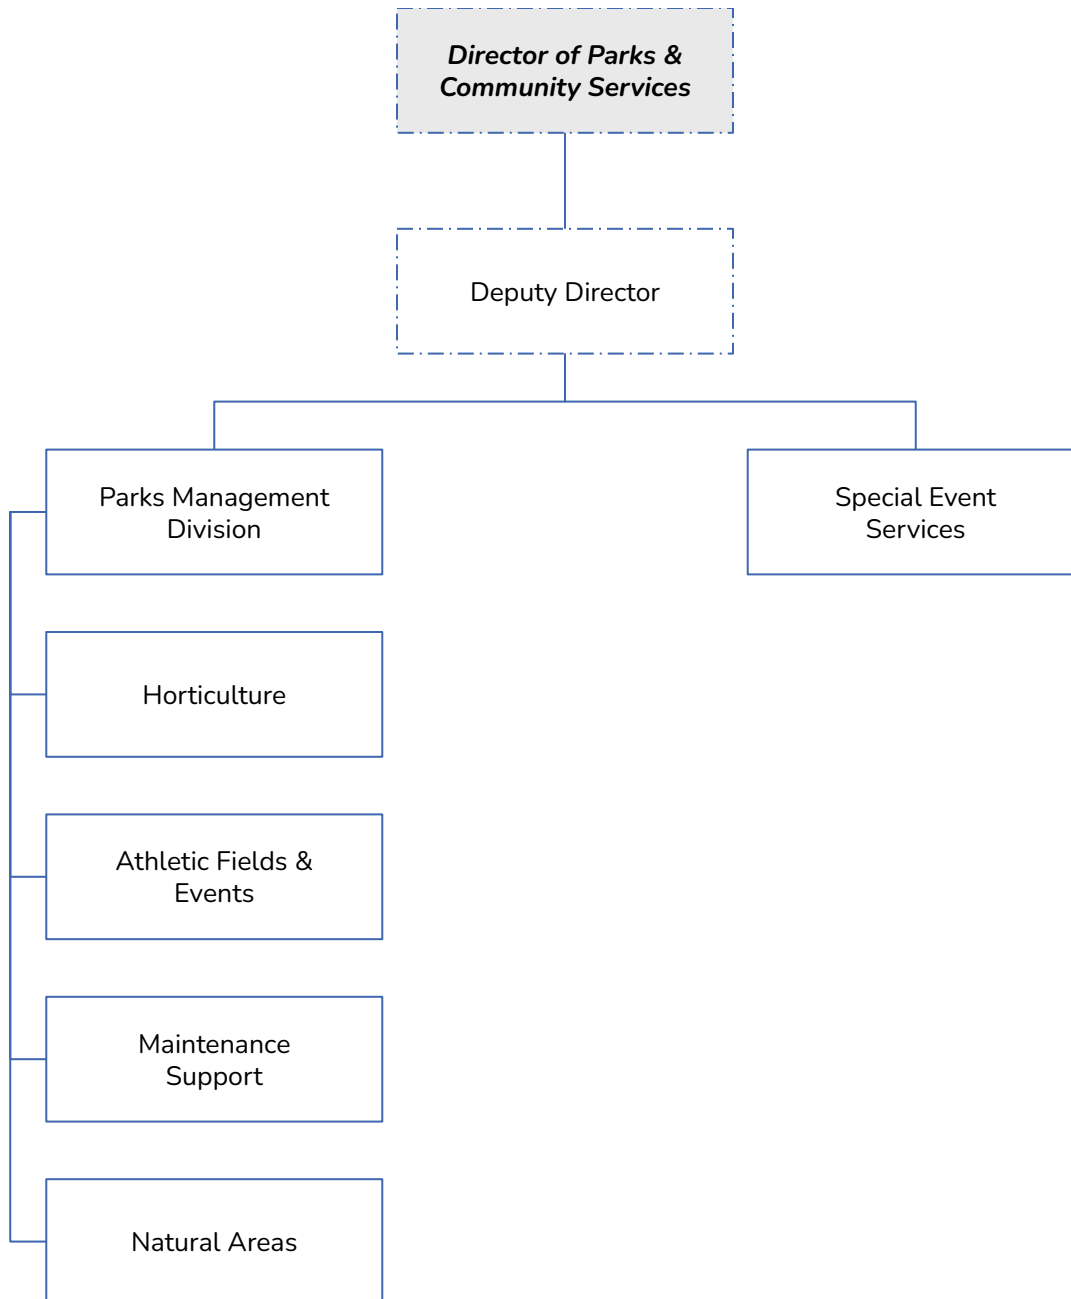 Director of Parks &
Community Services
Deputy Director
Parks Management
Division
Special Event
Services
Horticulture
Athletic Fields &
Events
Maintenance
Support
Natural Areas